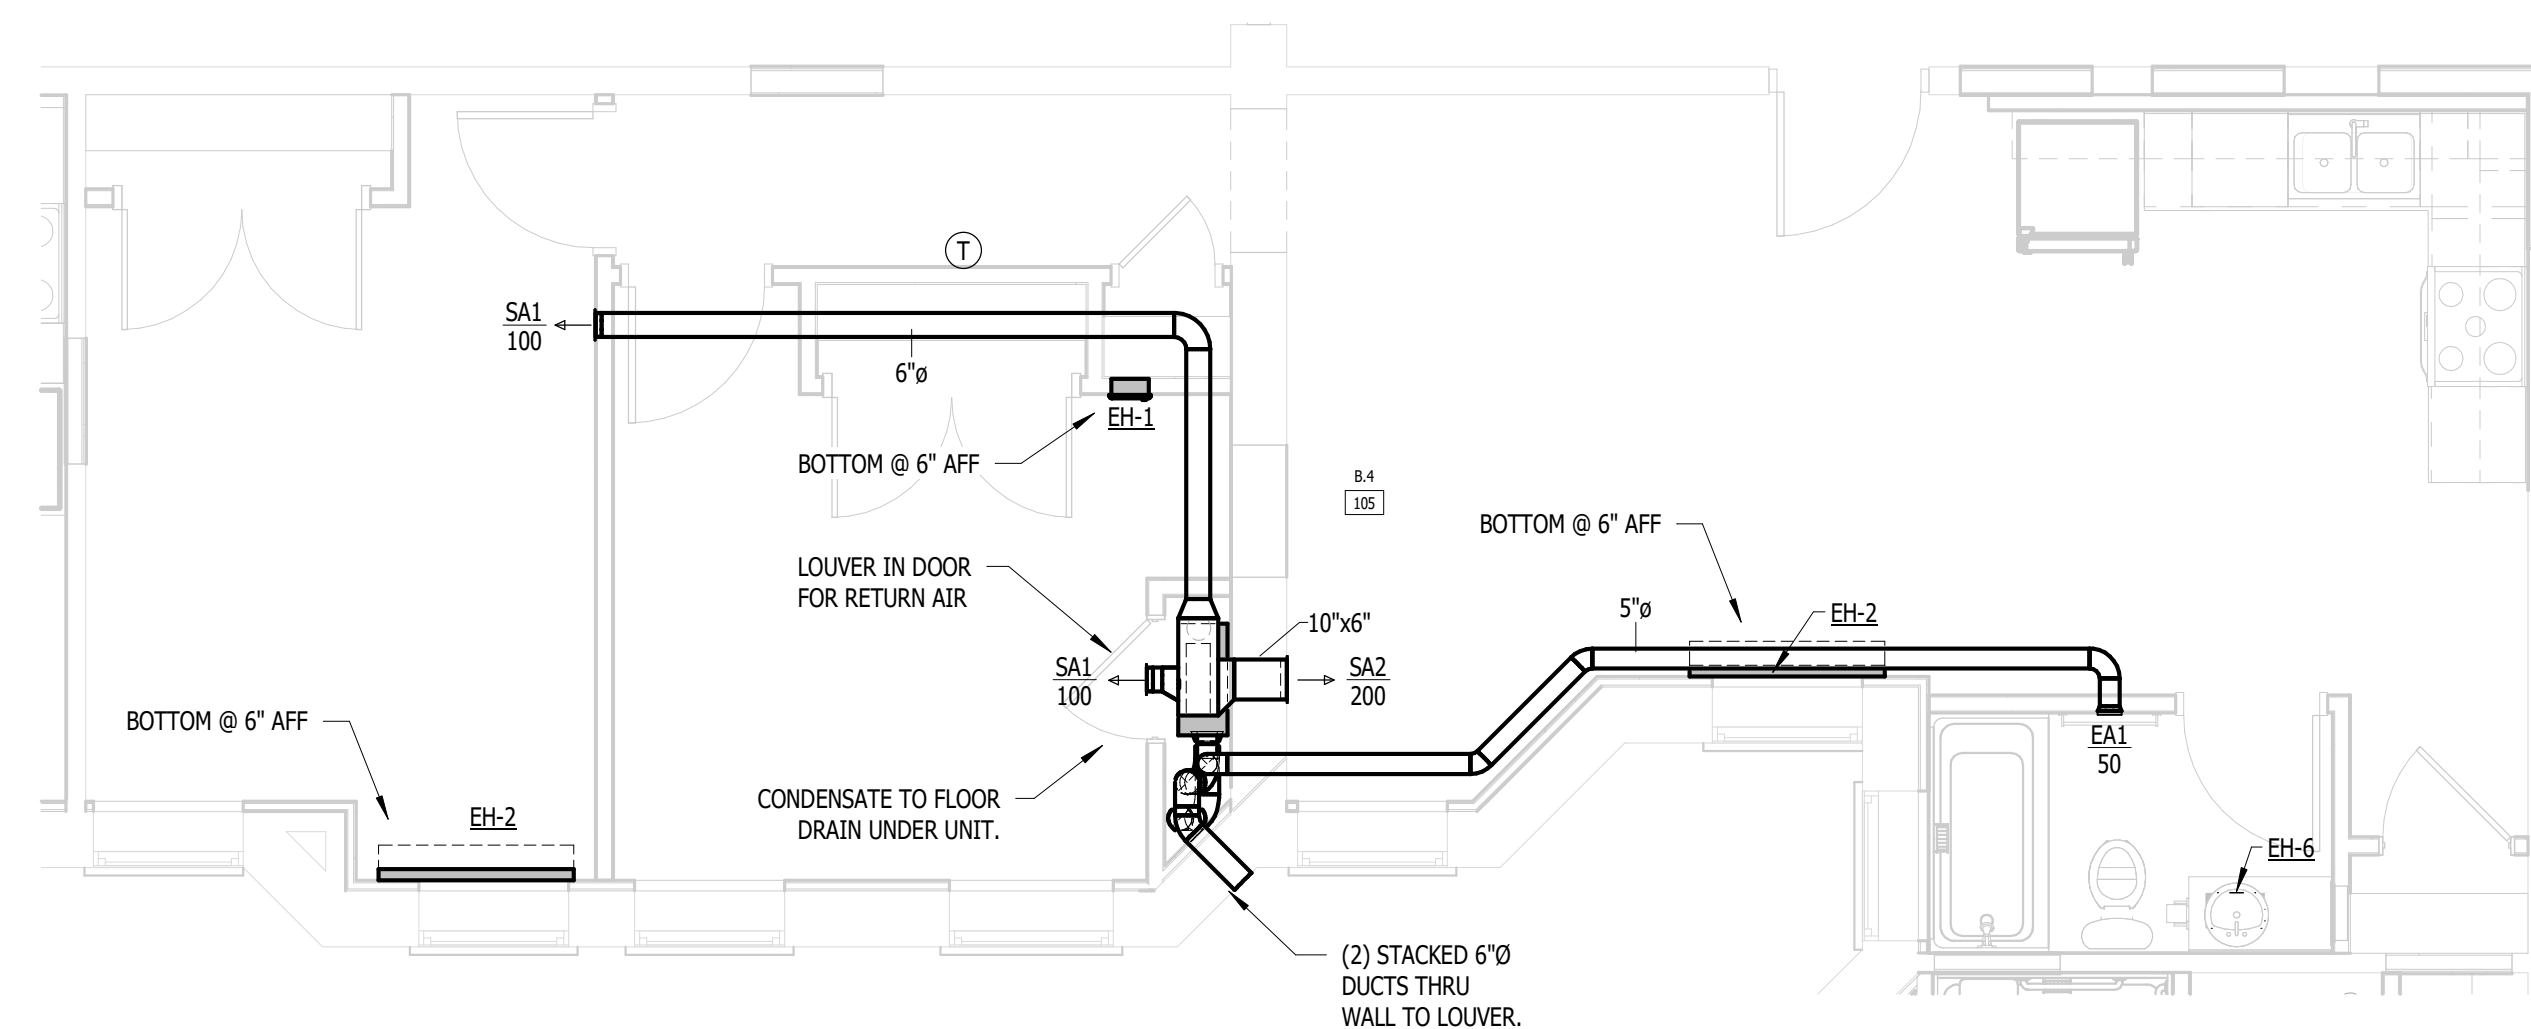 T
SA1
100
6"ø
EH-1
BOTTOM @ 6" AFF
B.4
105
BOTTOM @ 6" AFF
LOUVER IN DOOR
FOR RETURN AIR
5"ø
EH-2
10"x6"
SA1
100
SA2
200
BOTTOM @ 6" AFF
EA1
50
CONDENSATE TO FLOOR
DRAIN UNDER UNIT.
EH-2
EH-6
(2) STACKED 6"Ø
DUCTS THRU
WALL TO LOUVER.